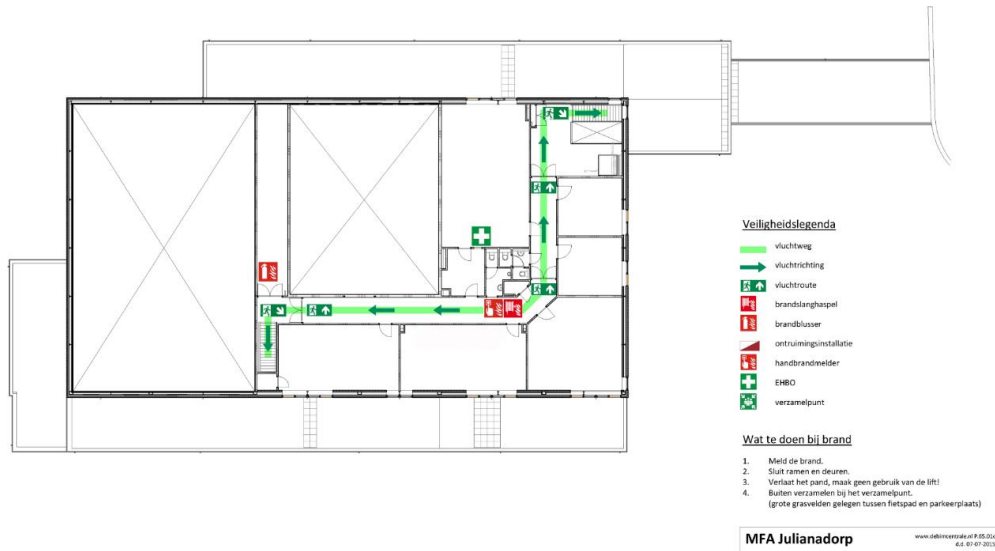 Veiligheidslegenda
vluchtweg
vluchtrichting
vluchtroute
brandslanghaspel
brandblusser
ontruimingsinstallatie
handbrandmelder
EHBO
verzamelpunt
Wat te doen bij brand
1. Meld de brand.
2. Sluit ramen en deuren.
3. Verlaat het pand, maak geen gebruik van de lift!
4. Buiten verzamelen bij het verzamelpunt.
(grote grasvelden gelegen tussen fietspad en parkeerplaats)
MFA Julianadorp
www.debimcentrale.nl
d.d. 07-07-2015